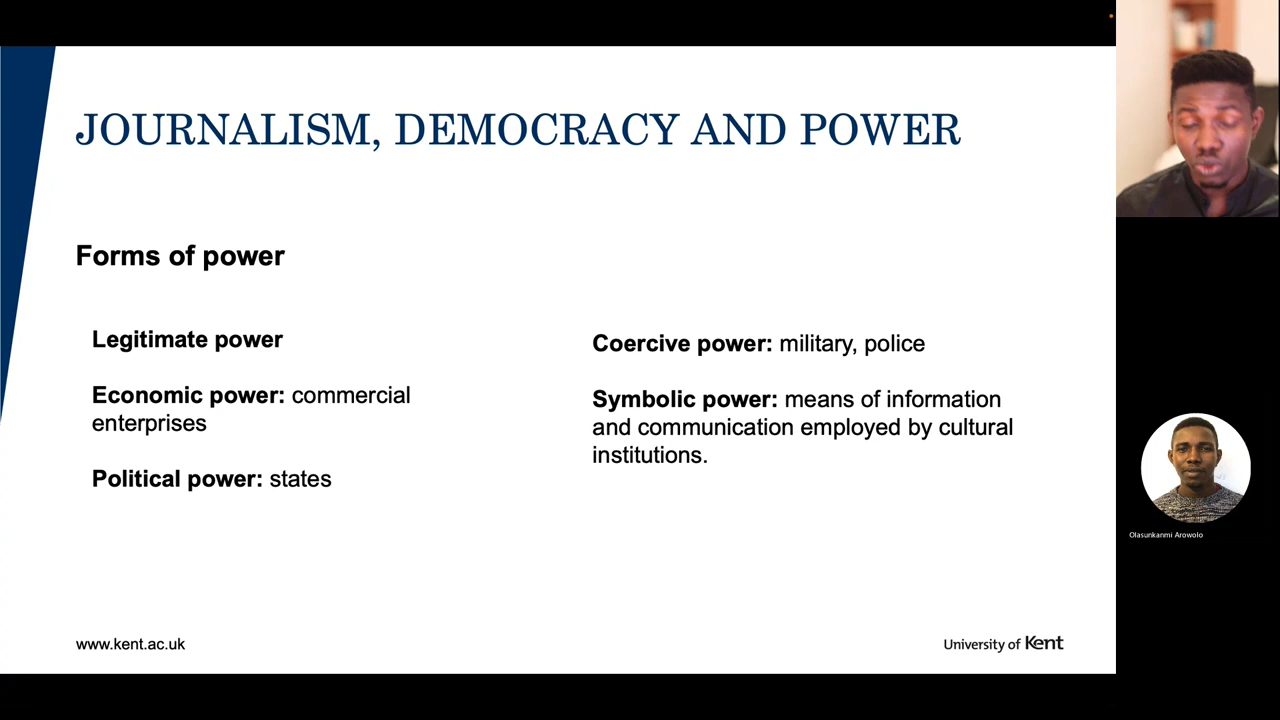 JOURNALISM, DEMOCRACY AND POWER
Forms of power
Legitimate power
Economic power: commercial
enterprises
Political power: states
Coercive power: military, police
Symbolic power: means of information
and communication employed by cultural
institutions.
www.kent.ac.uk
University of Kent
Olasunkanmi Arowolo